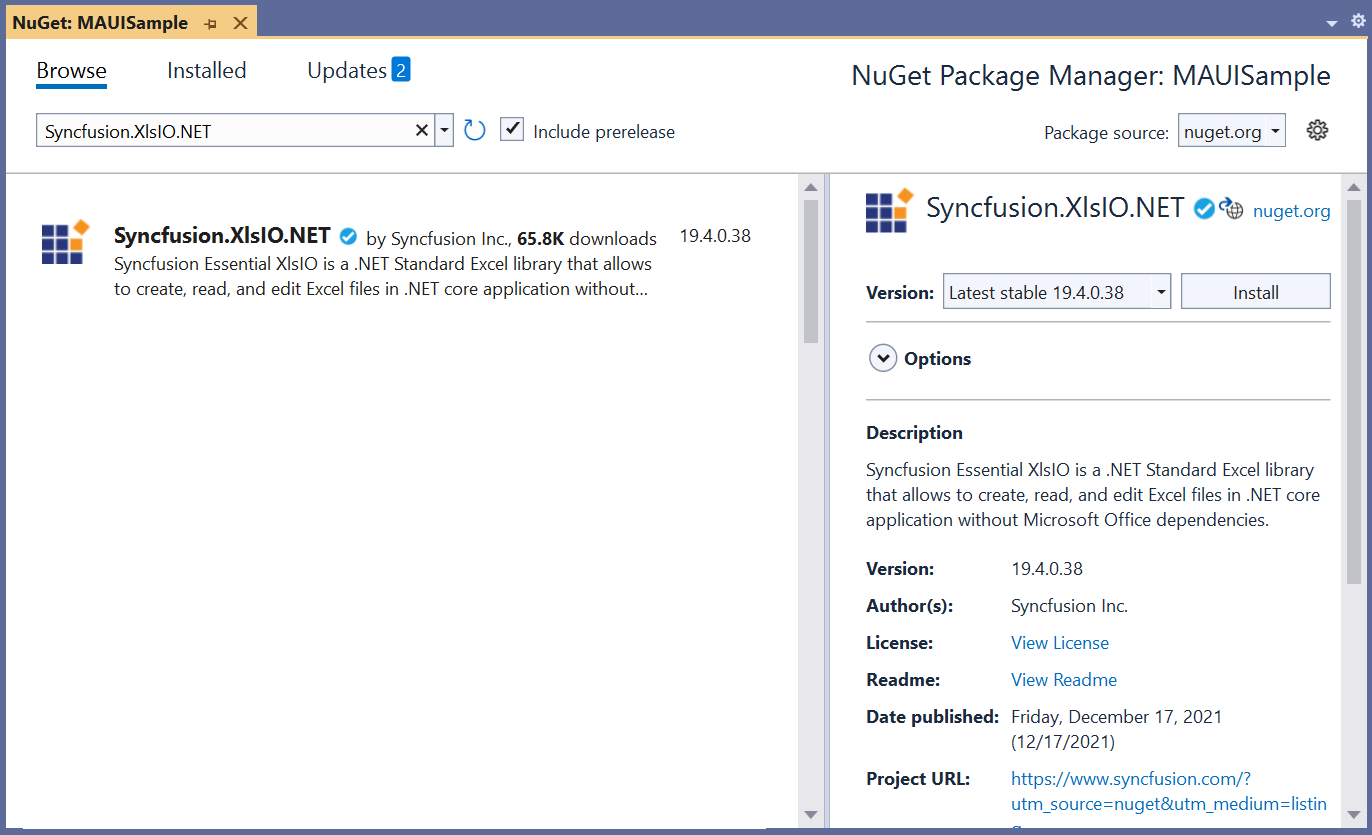 NuGet: MAUISample
Browse Installed Updates 2
NuGet Package Manager: MAUISample
Syncfusion.XlsIO.NET
Include prerelease
Package source: nuget.org
Syncfusion.XlsIO.NET by Syncfusion Inc., 65.8K downloads 19.4.0.38
Syncfusion Essential XlsIO is a .NET Standard Excel library that allows
to create, read, and edit Excel files in .NET core application without...
Syncfusion.XlsIO.NET nuget.org
Version: Latest stable 19.4.0.38 Install
Options
Description
Syncfusion Essential XlsIO is a .NET Standard Excel library
that allows to create, read, and edit Excel files in .NET core
application without Microsoft Office dependencies.
Version: 19.4.0.38
Author(s): Syncfusion Inc.
License: View License
Readme: View Readme
Date published: Friday, December 17, 2021
(12/17/2021)
Project URL: https://www.syncfusion.com/?
utm_source=nuget&utm_medium=listin